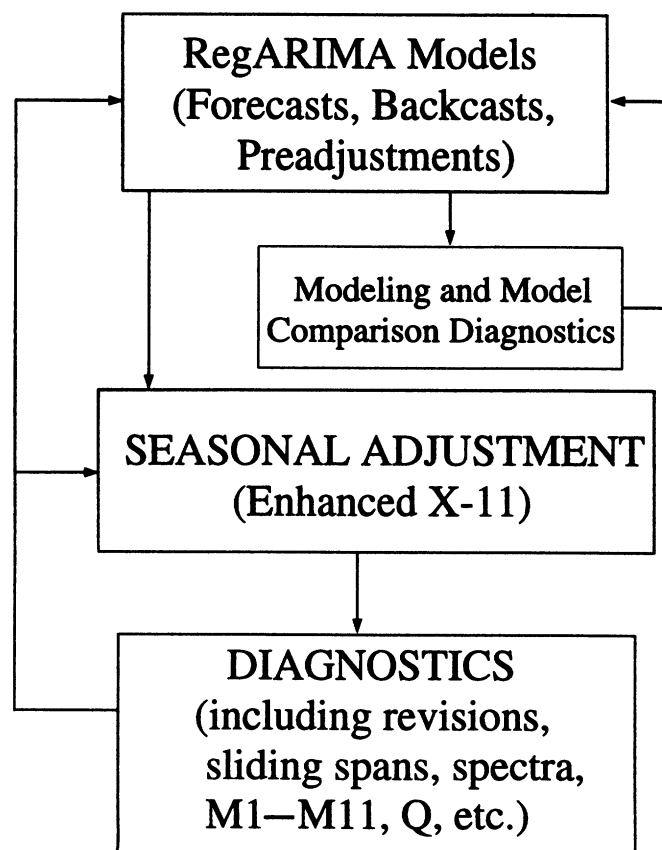 RegARIMA Models
(Forecasts, Backcasts,
Preadjustments)
Modeling and Model
Comparison Diagnostics
SEASONAL ADJUSTMENT
(Enhanced X-11)
DIAGNOSTICS
(including revisions,
sliding spans, spectra,
M1—M11, Q, etc.)